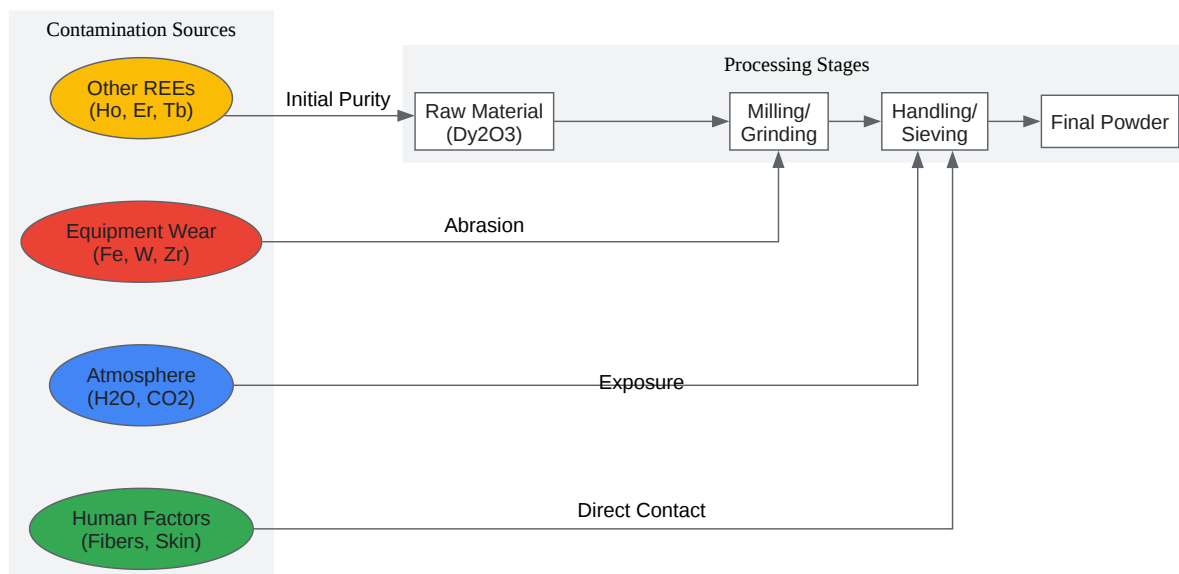 Contamination Sources
Other REEs
(Ho, Er, Tb)
Initial Purity
Processing Stages
Raw Material
(Dy2O3)
Milling/
Grinding
Handling/
Sieving
Final Powder
Equipment Wear
(Fe, W, Zr)
Abrasion
Atmosphere
(H2O, CO2)
Exposure
Human Factors
(Fibers, Skin)
Direct Contact